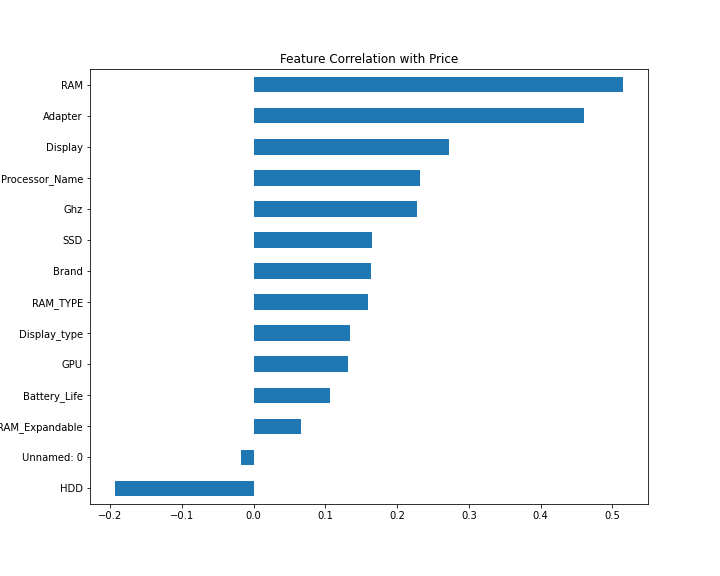 Feature Correlation with Price
RAM
Adapter
Display
Processor_Name
Ghz
SSD
Brand
RAM_TYPE
Display_type
GPU
Battery_Life
RAM_Expandable
Unnamed: 0
HDD
−0.2 −0.1 0.0 0.1 0.2 0.3 0.4 0.5